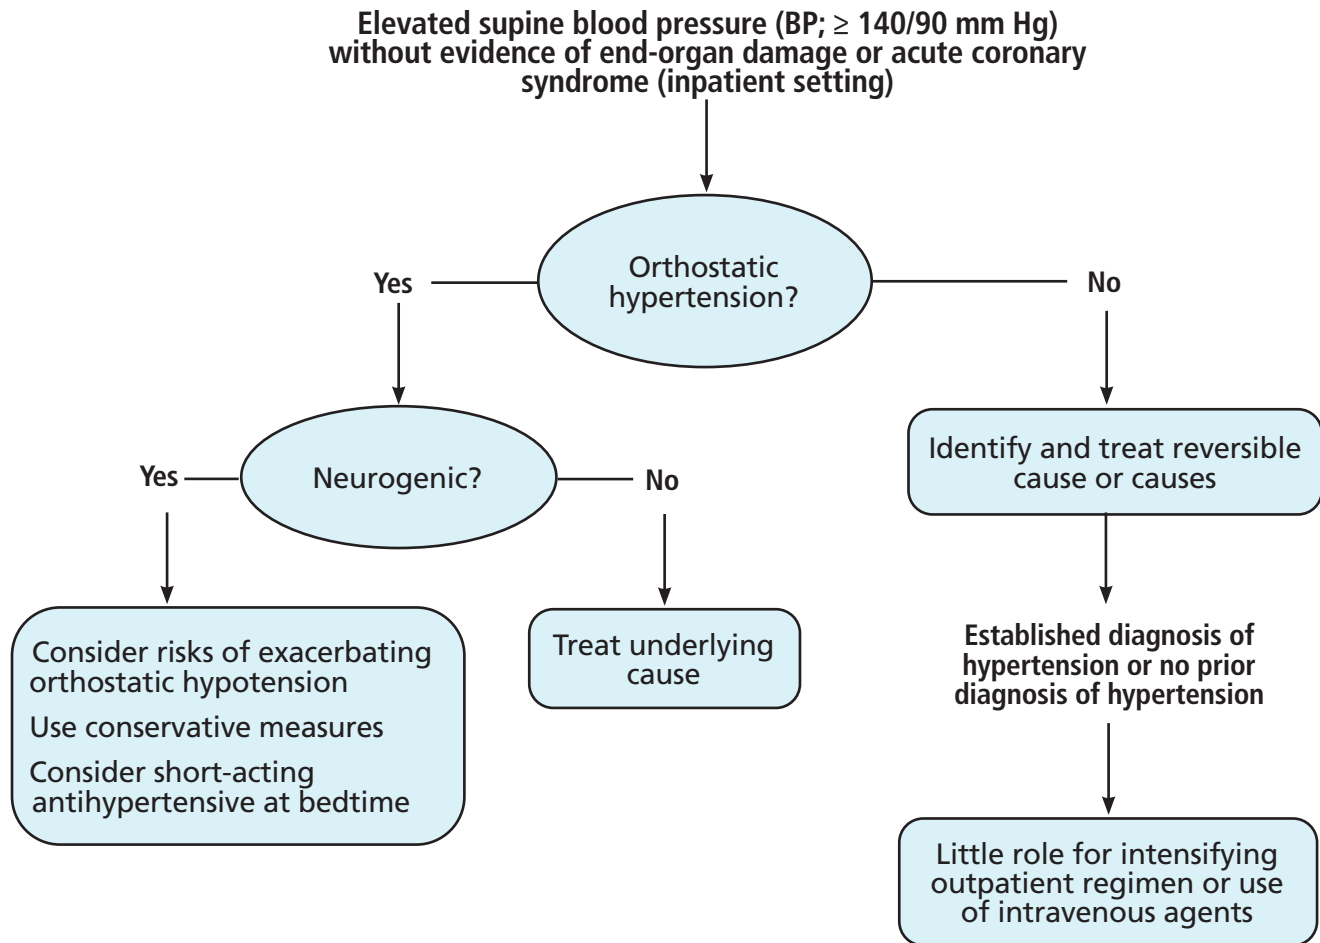 Elevated supine blood pressure (BP; ≥ 140/90 mm Hg)
without evidence of end-organ damage or acute coronary
syndrome (inpatient setting)
Orthostatic
hypertension?
Yes
No
Neurogenic?
Yes
No
Identify and treat reversible
cause or causes
Consider risks of exacerbating
orthostatic hypotension
Use conservative measures
Consider short-acting
antihypertensive at bedtime
Treat underlying
cause
Established diagnosis of
hypertension or no prior
diagnosis of hypertension
Little role for intensifying
outpatient regimen or use
of intravenous agents